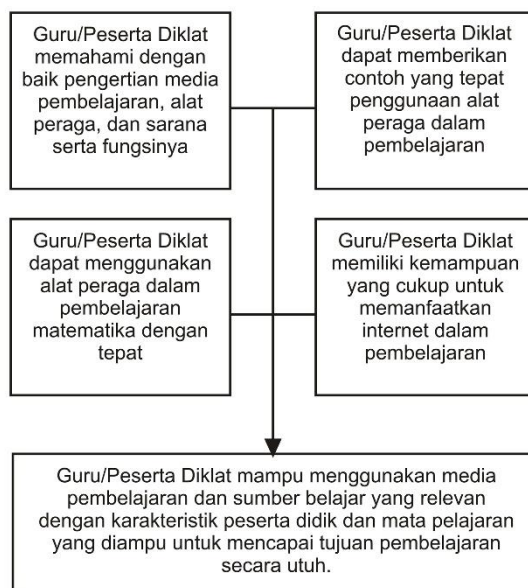 Guru/Peserta Diklat
memahami dengan
baik pengertian media
pembelajaran, alat
peraga, dan sarana
serta fungsinya
Guru/Peserta Diklat
dapat memberikan
contoh yang tepat
penggunaan alat
peraga dalam
pembelajaran
Guru/Peserta Diklat
dapat menggunakan
alat peraga dalam
pembelajaran
matematika dengan
tepat
Guru/Peserta Diklat
memiliki kemampuan
yang cukup untuk
memanfaatkan
internet dalam
pembelajaran
Guru/Peserta Diklat mampu menggunakan media
pembelajaran dan sumber belajar yang relevan
dengan karakteristik peserta didik dan mata pelajaran
yang diampu untuk mencapai tujuan pembelajaran
secara utuh.